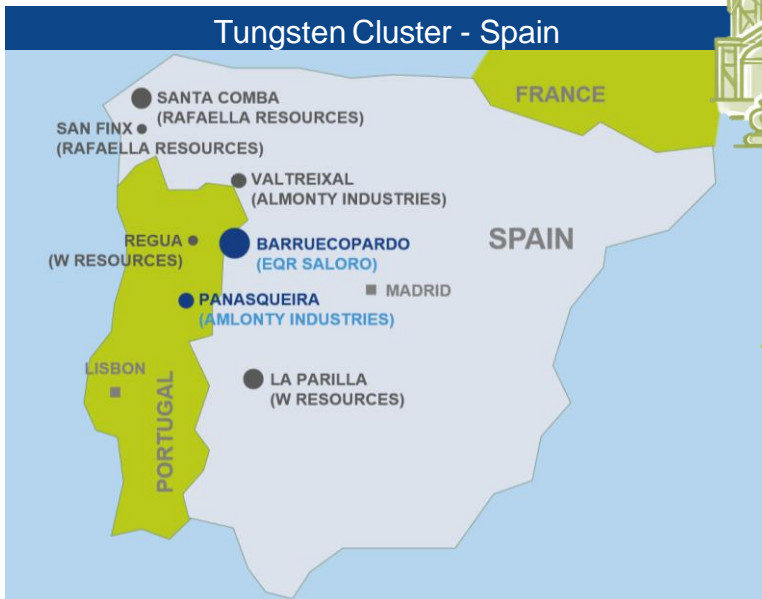 Tungsten Cluster - Spain
FRANCE
SANTA COMBA
(RAFAELLA RESOURCES)
SAN FINX
(RAFAELLA RESOURCES)
VALTREIXAL
(ALMONTY INDUSTRIES)
REGUA
(W RESOURCES)
BARRUECOPARDO
(EQR SALORO)
SPAIN
MADRID
PANASQUEIRA
(AMLONTY INDUSTRIES)
LISBON
PORTUGAL
LA PARILLA
(W RESOURCES)